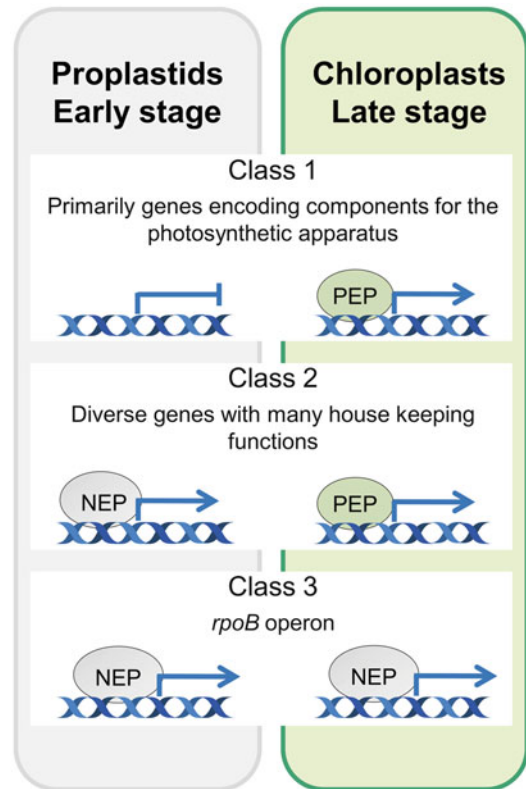 Proplastids
Early stage
Chloroplasts
Late stage
Class 1
Primarily genes encoding components for the
photosynthetic apparatus
PEP
Class 2
Diverse genes with many house keeping
functions
NEP
PEP
Class 3
rpoB operon
NEP
NEP